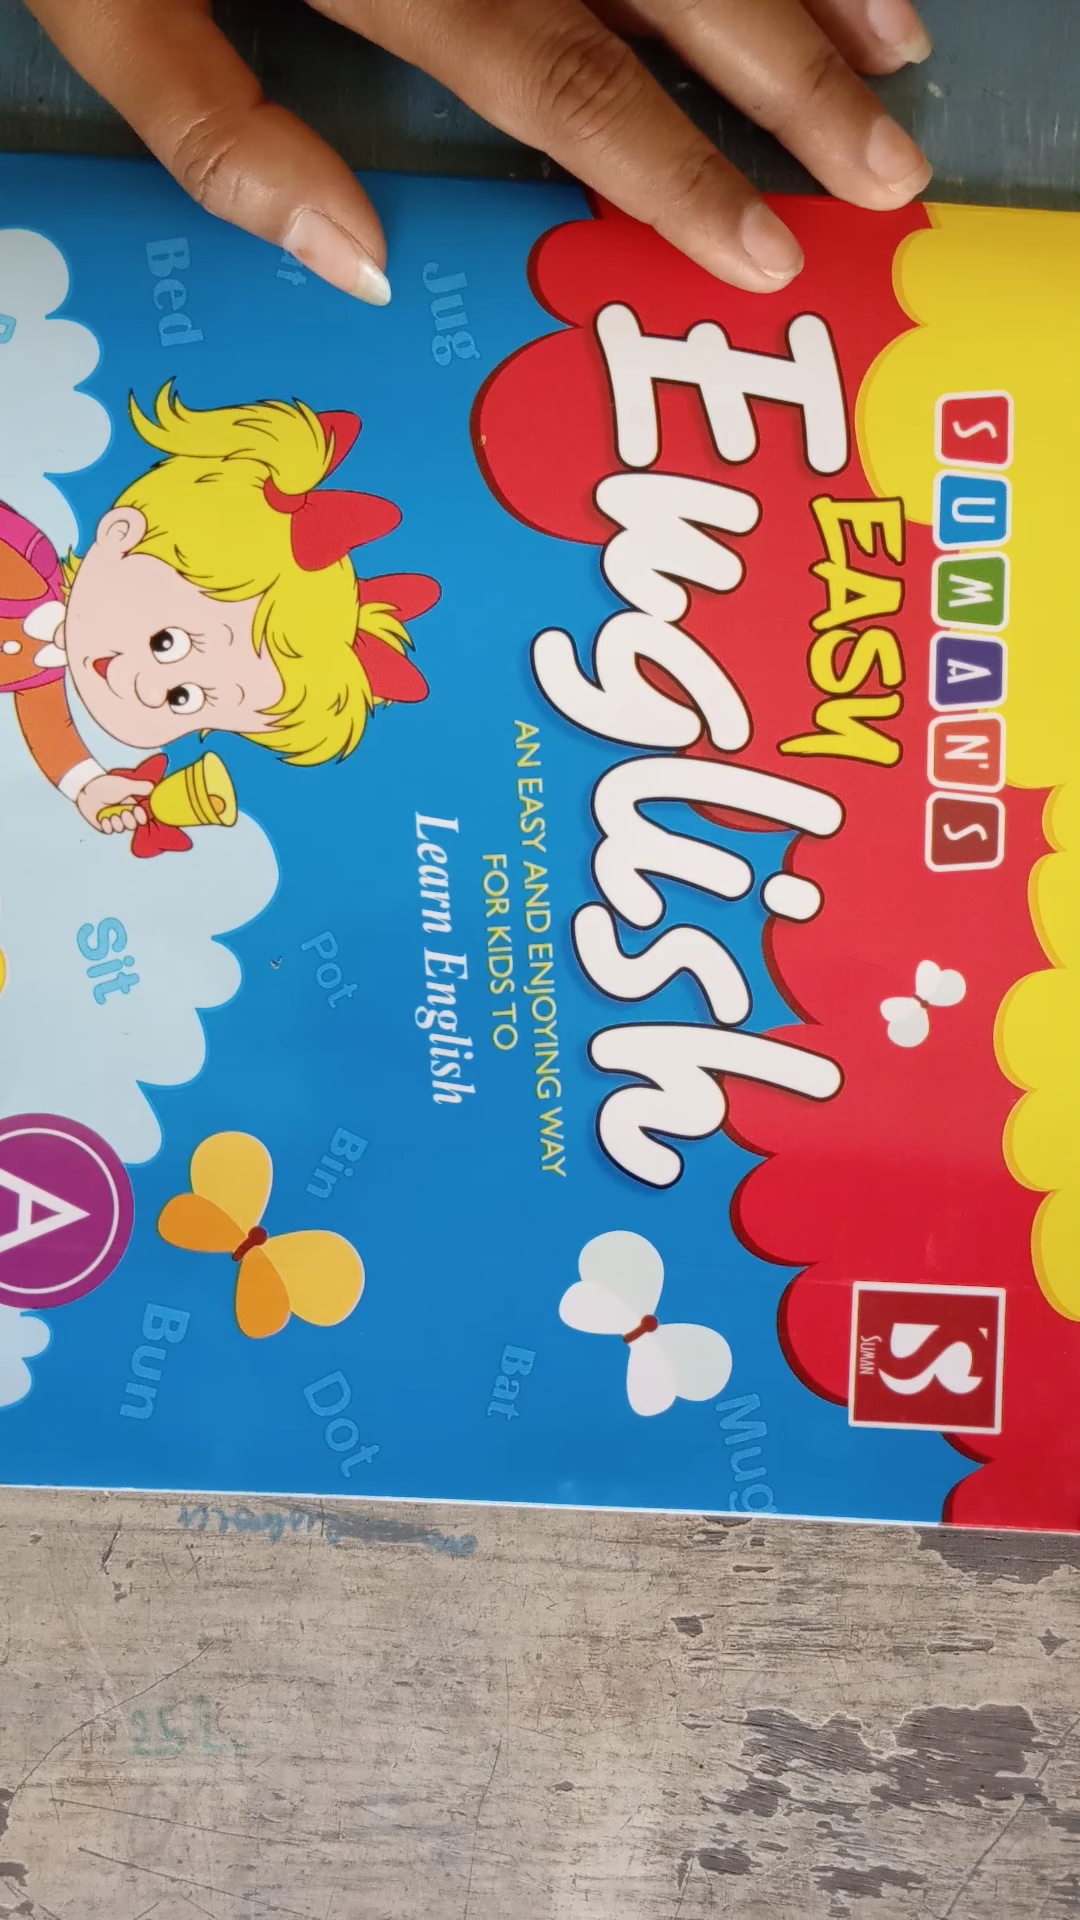 SUMAN'S
EASY
English
AN EASY AND ENJOYING WAY
FOR KIDS TO
Learn English
S
SUMAN
Mug
Jug
Bat
Pot
Bin
Dot
Bed
Sit
Bun
A